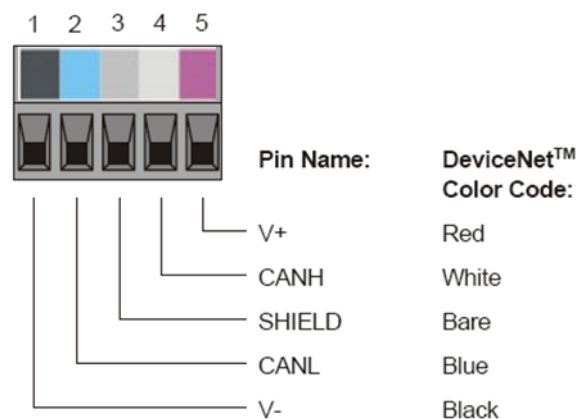 1 2 3 4 5
Pin Name: DeviceNet™
Color Code:
V+ Red
CANH White
SHIELD Bare
CANL Blue
V- Black